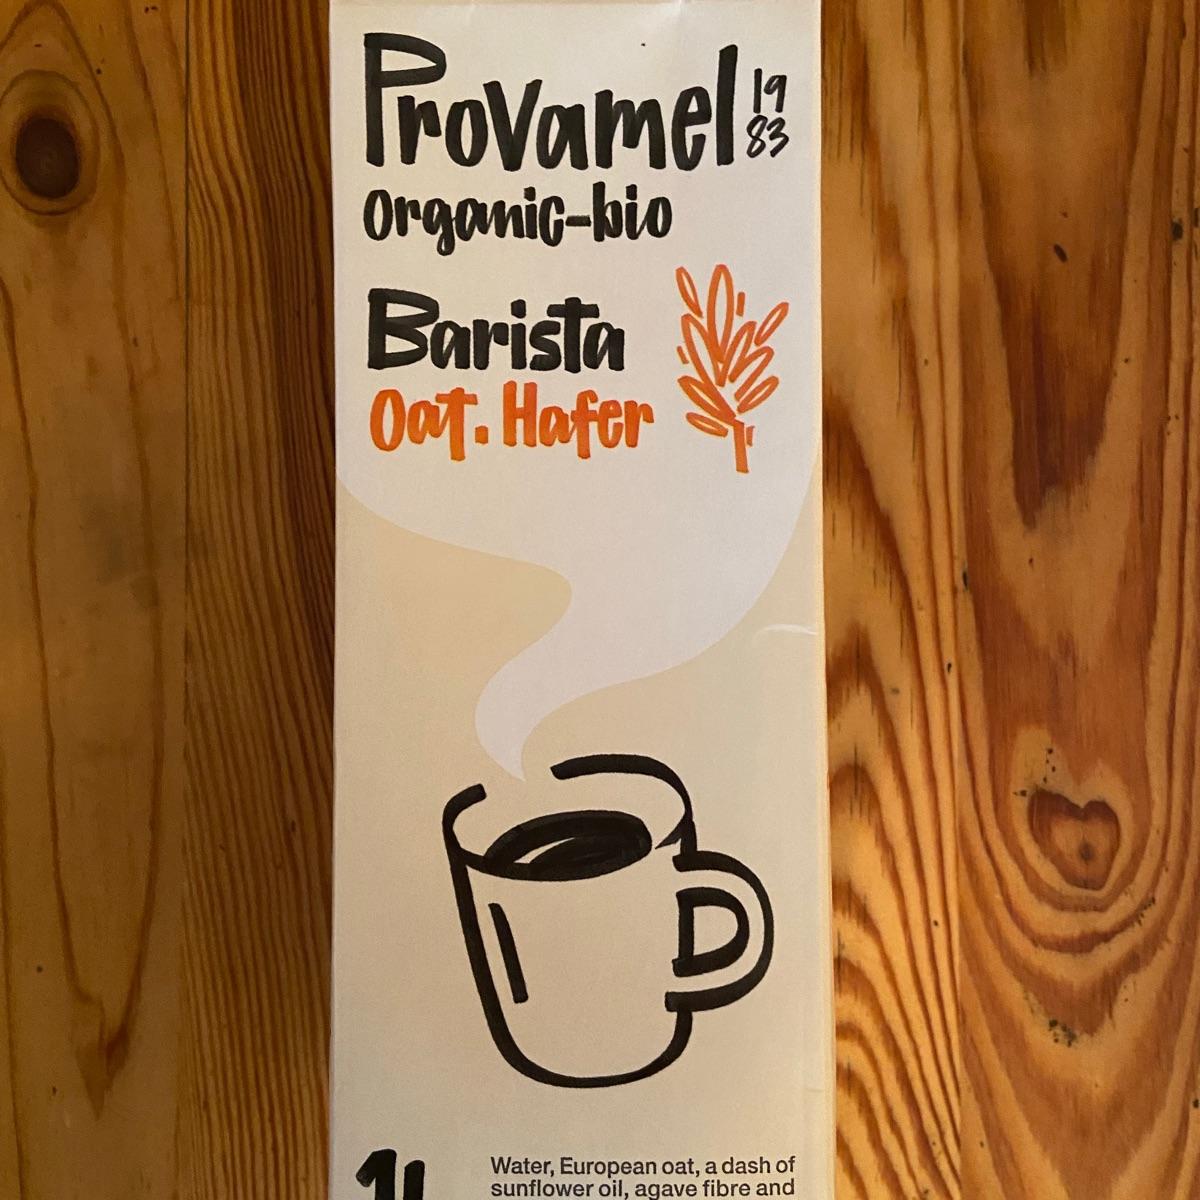 Provamel 19
83
organic-bio
Barista
Oat. Hafer
1L
Water, European oat, a dash of
sunflower oil, agave fibre and